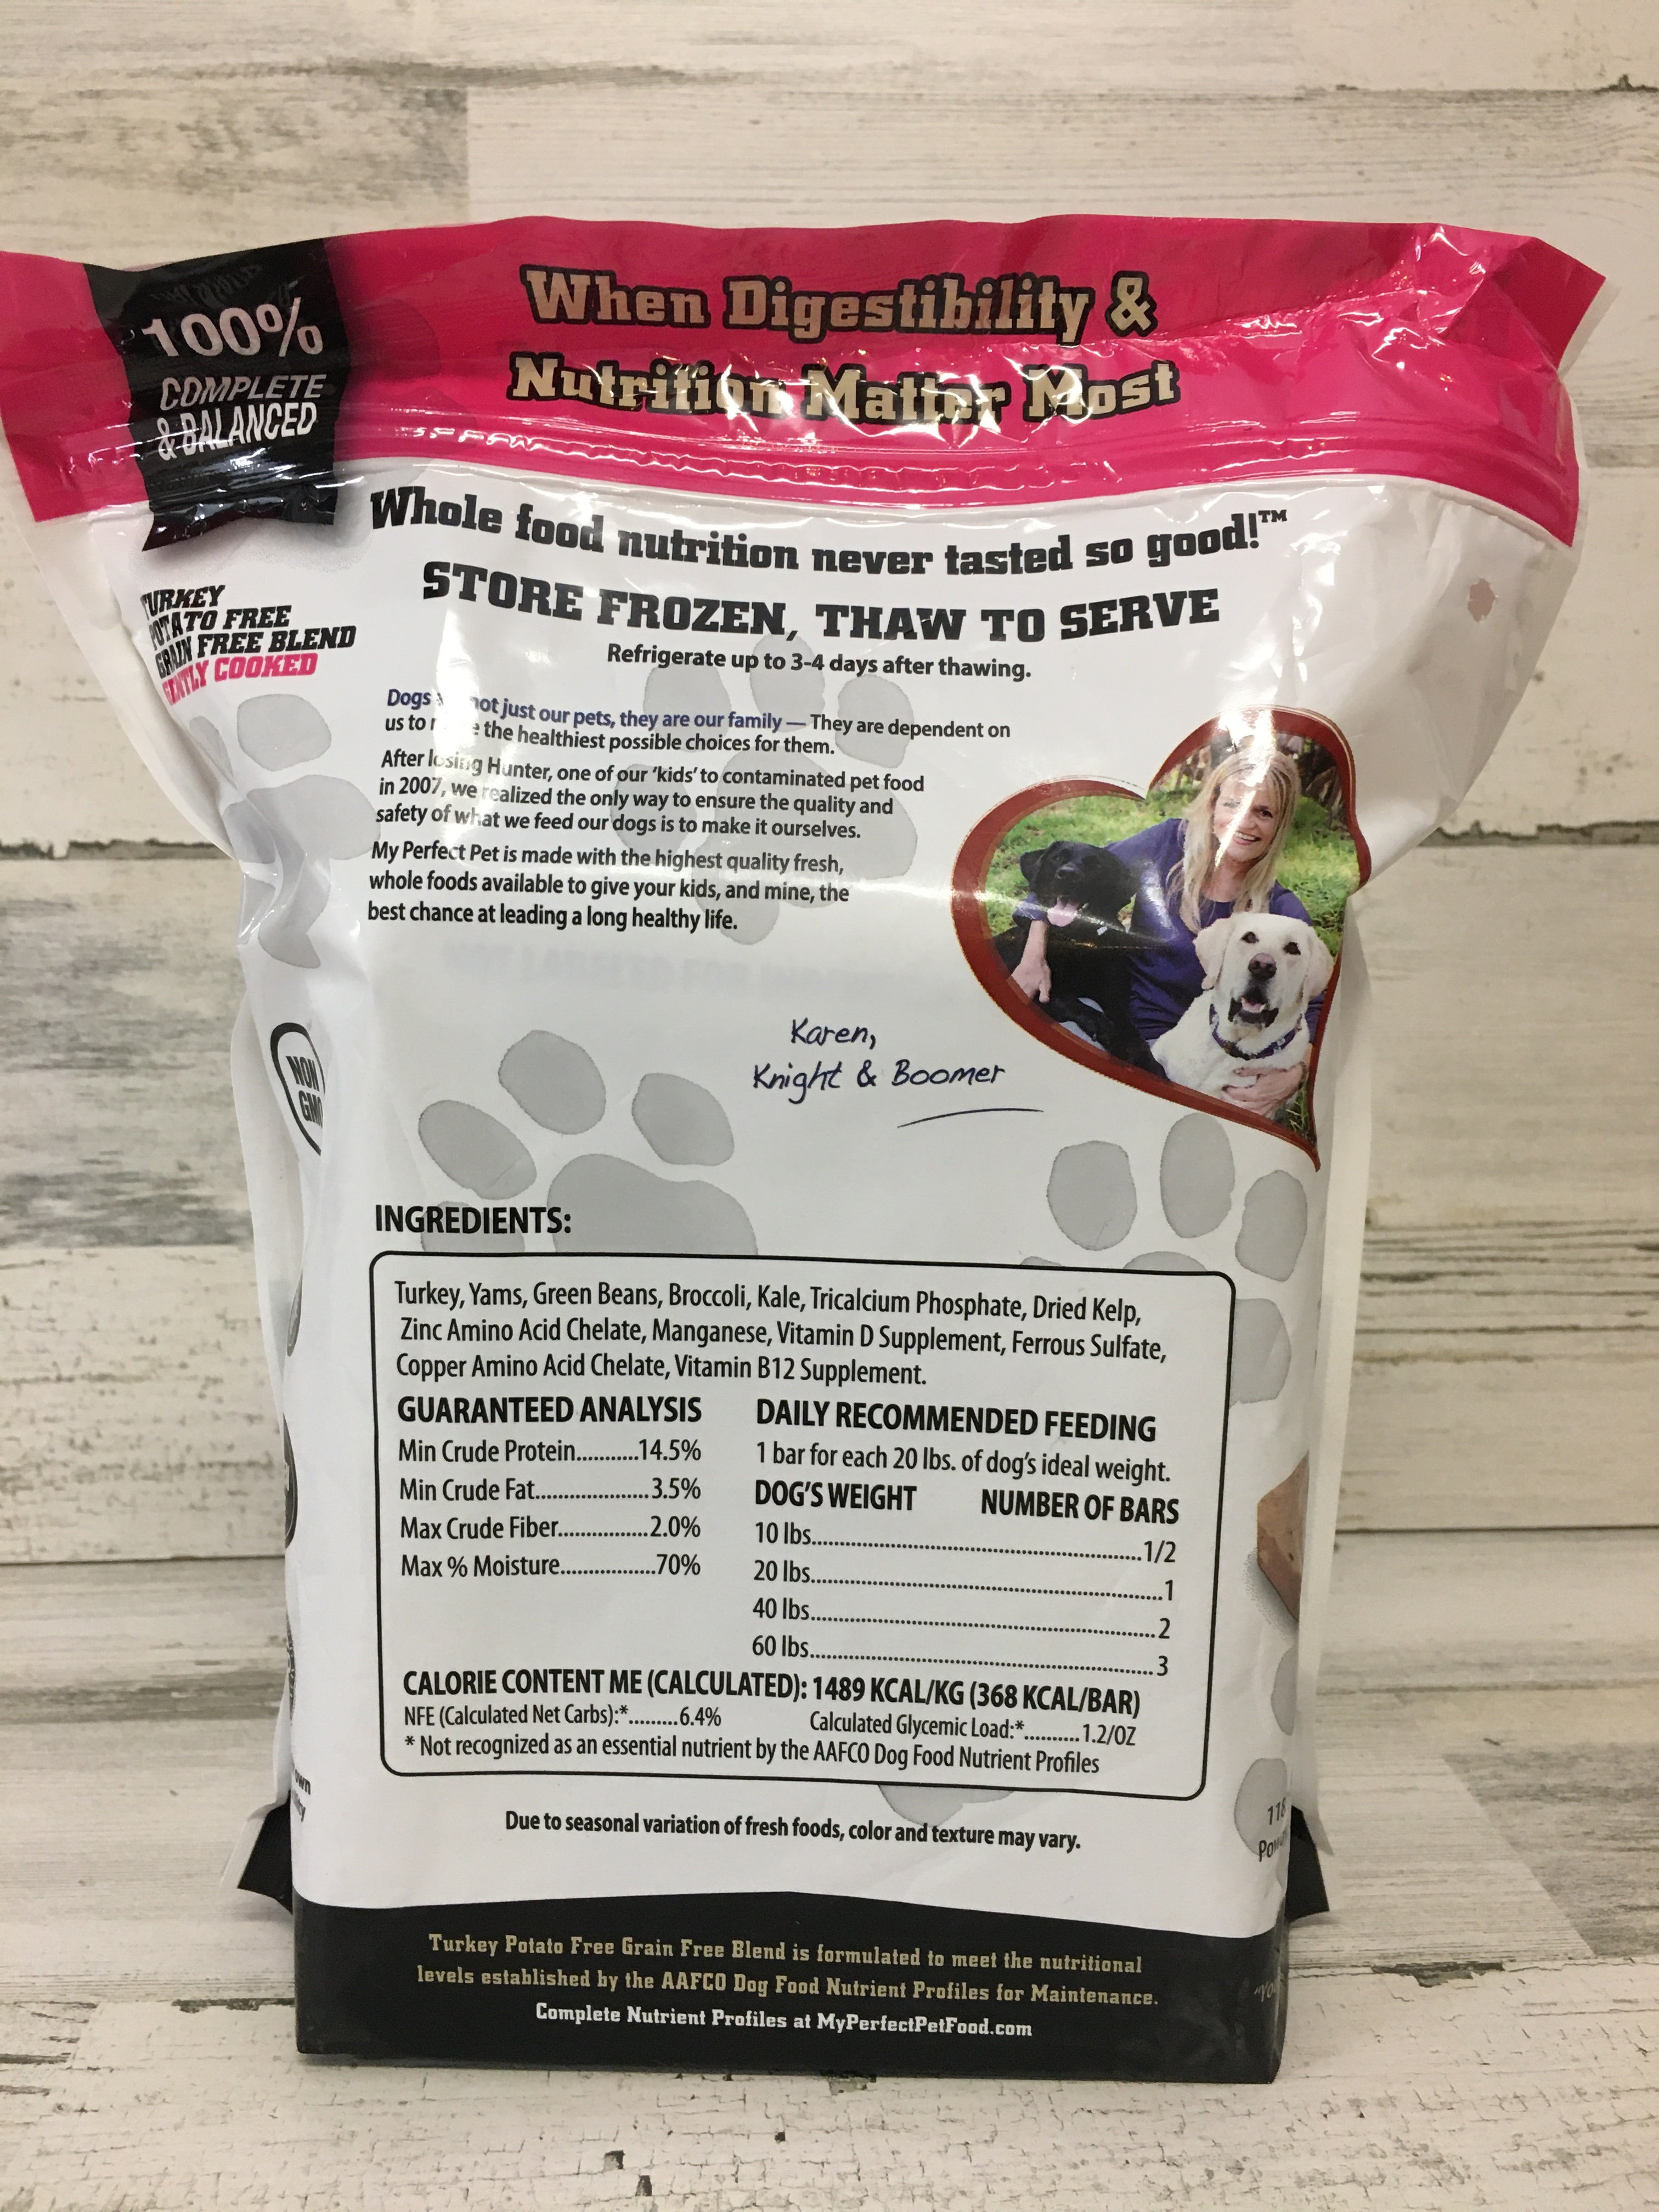 100%
COMPLETE
& BALANCED
When Digestibility &
Nutrition Matter Most
Whole food nutrition never tasted so good!™
STORE FROZEN, THAW TO SERVE
Refrigerate up to 3-4 days after thawing.
TURKEY
POTATO FREE
GRAIN FREE BLEND
GENTLY COOKED
Dogs not just our pets, they are our family — They are dependent on
us to the healthiest possible choices for them.
After losing Hunter, one of our 'kids' to contaminated pet food
in 2007, we realized the only way to ensure the quality and
safety of what we feed our dogs is to make it ourselves.
My Perfect Pet is made with the highest quality fresh,
whole foods available to give your kids, and mine, the
best chance at leading a long healthy life.
Karen,
Knight & Boomer
NON
GMO
INGREDIENTS:
Turkey, Yams, Green Beans, Broccoli, Kale, Tricalcium Phosphate, Dried Kelp,
Zinc Amino Acid Chelate, Manganese, Vitamin D Supplement, Ferrous Sulfate,
Copper Amino Acid Chelate, Vitamin B12 Supplement.
GUARANTEED ANALYSIS
Min Crude Protein...........14.5%
Min Crude Fat.....................3.5%
Max Crude Fiber................2.0%
Max % Moisture.................70%
DAILY RECOMMENDED FEEDING
1 bar for each 20 lbs. of dog's ideal weight.
DOG'S WEIGHT NUMBER OF BARS
10 lbs.............................................................1/2
20 lbs................................................................1
40 lbs...............................................................2
60 lbs...............................................................3
CALORIE CONTENT ME (CALCULATED): 1489 KCAL/KG (368 KCAL/BAR)
NFE (Calculated Net Carbs):*.........6.4% Calculated Glycemic Load:*..........1.2/OZ
* Not recognized as an essential nutrient by the AAFCO Dog Food Nutrient Profiles
Due to seasonal variation of fresh foods, color and texture may vary.
118
Turkey Potato Free Grain Free Blend is formulated to meet the nutritional
levels established by the AAFCO Dog Food Nutrient Profiles for Maintenance.
Complete Nutrient Profiles at MyPerfectPetFood.com